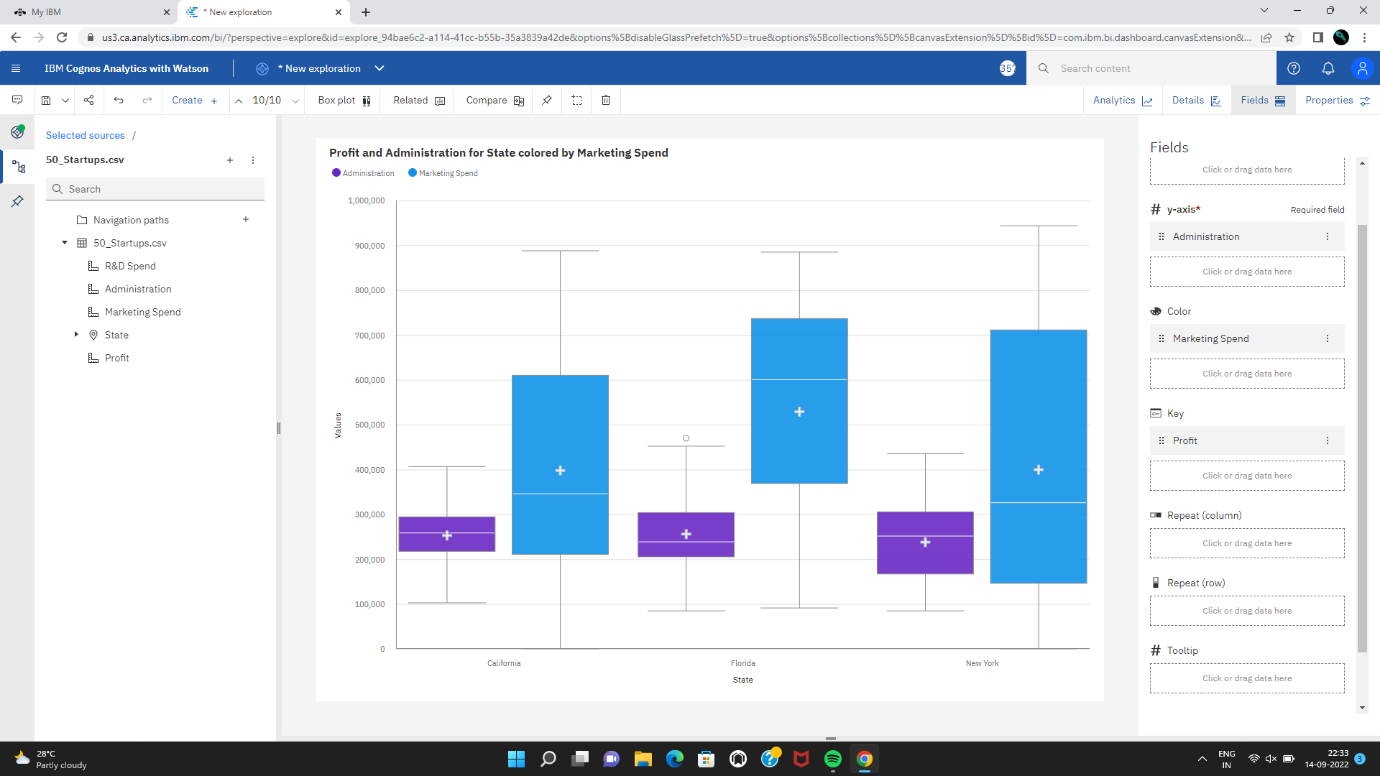 My IBM
* New exploration
us3.ca.analytics.ibm.com/bi/?perspective=explore&id=explore_94bae6c2-a114-41cc-b55b-35a3839a42de&options%5BdisableGlassPrefetch%5D=true&options%5Bcollections%5D%5BcanvasExtension%5D%5Bid%5D=com.ibm.bi.dashboard.canvasExtension&...
IBM Cognos Analytics with Watson
* New exploration
35
Search content
Create +
10/10
Box plot
Related
Compare
Analytics
Details
Fields
Properties
Selected sources /
50_Startups.csv
Search
Navigation paths
50_Startups.csv
R&D Spend
Administration
Marketing Spend
State
Profit
Profit and Administration for State colored by Marketing Spend
Administration
Marketing Spend
1,000,000
900,000
800,000
700,000
600,000
500,000
400,000
300,000
200,000
100,000
0
Values
California
Florida
New York
State
Fields
Click or drag data here
# y-axis*
Required field
Administration
Click or drag data here
Color
Marketing Spend
Click or drag data here
Key
Profit
Click or drag data here
Repeat (column)
Click or drag data here
Repeat (row)
Click or drag data here
# Tooltip
Click or drag data here
28°C
Partly cloudy
ENG
IN
22:33
14-09-2022
3